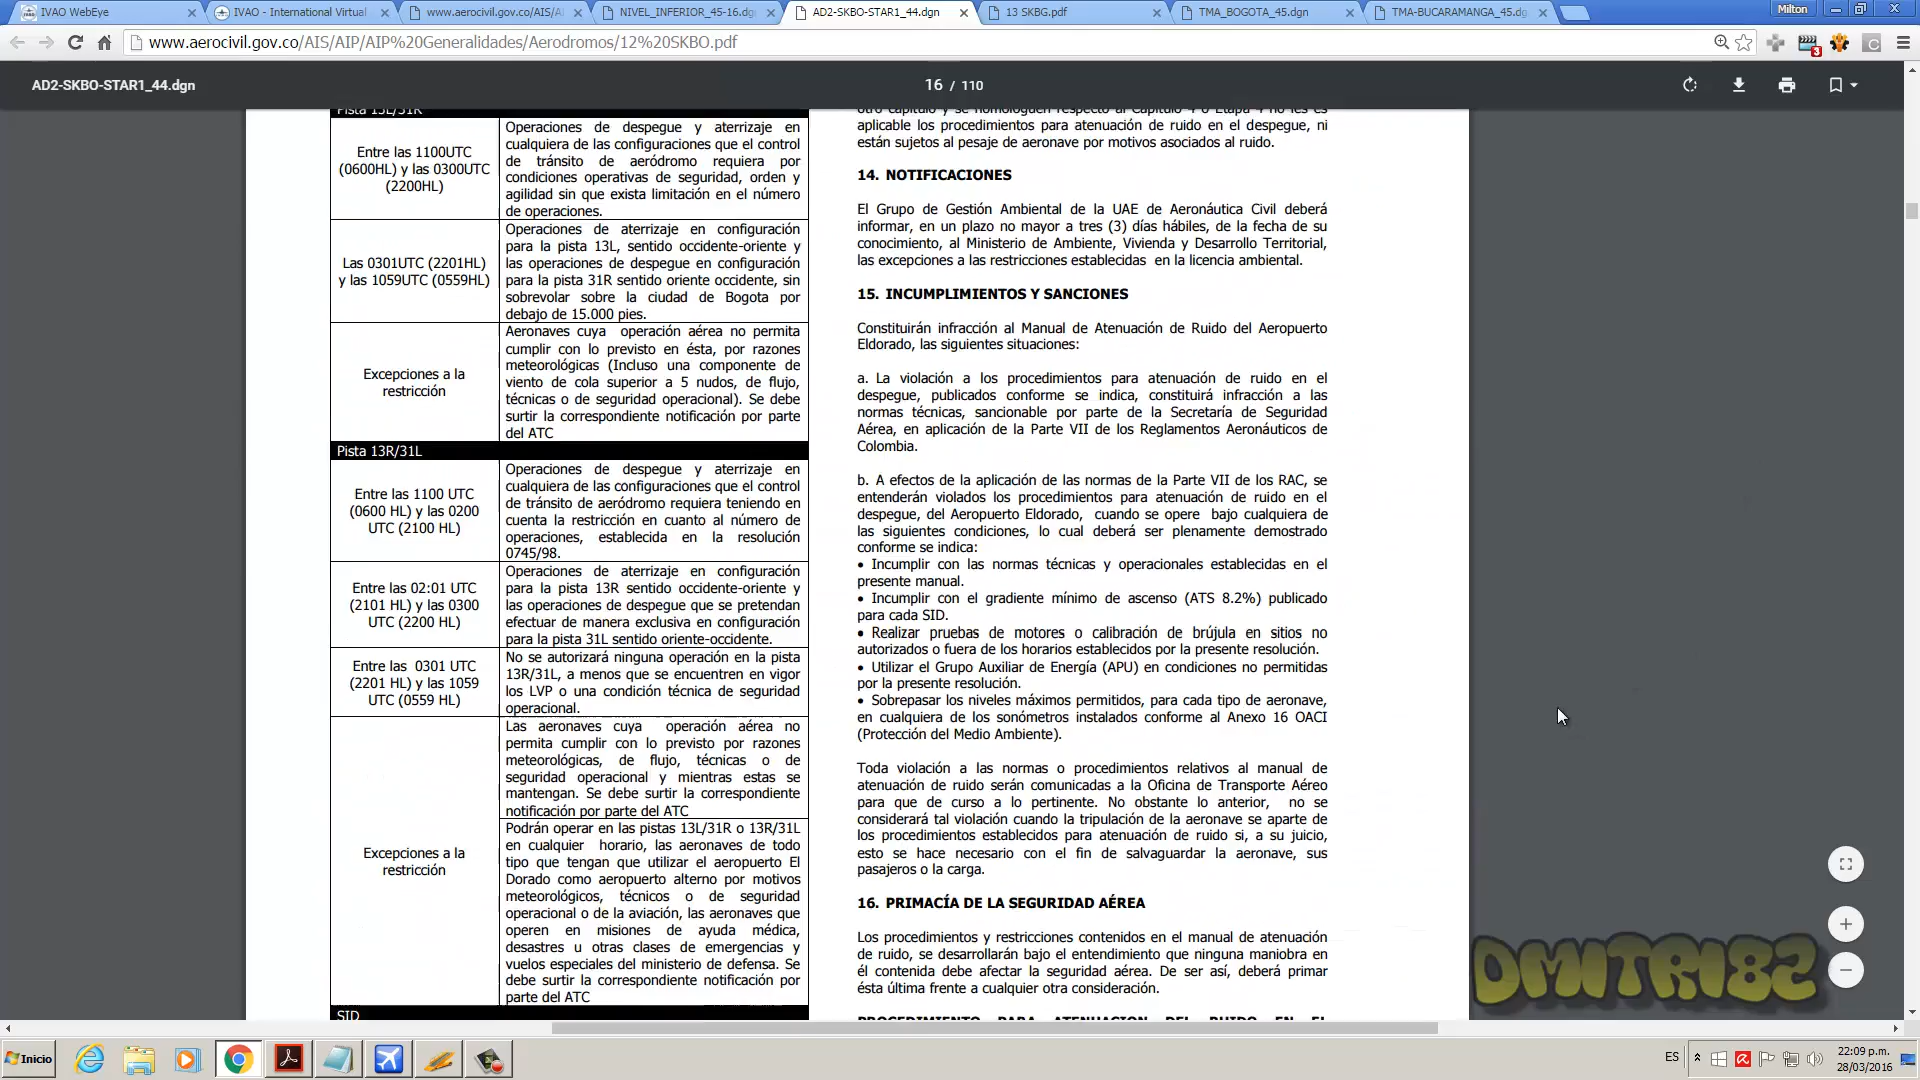 IVAO WebEye
IVAO - International Virtual
www.aerocivil.gov.co/AIS/A
NIVEL_INFERIOR_45-16.dg
AD2-SKBO-STAR1_44.dgn
13 SKBG.pdf
TMA_BOGOTA_45.dgn
TMA-BUCARAMANGA_45.dg
Milton
www.aerocivil.gov.co/AIS/AIP/AIP%20Generalidades/Aerodromos/12%20SKBO.pdf
3
AD2-SKBO-STAR1_44.dgn
16 / 110
Pista 13L/31R
Entre las 1100UTC
(0600HL) y las 0300UTC
(2200HL)
Operaciones de despegue y aterrizaje en
cualquiera de las configuraciones que el control
de tránsito de aeródromo requiera por
condiciones operativas de seguridad, orden y
agilidad sin que exista limitación en el número
de operaciones.
Las 0301UTC (2201HL)
y las 1059UTC (0559HL)
Operaciones de aterrizaje en configuración
para la pista 13L, sentido occidente-oriente y
las operaciones de despegue en configuración
para la pista 31R sentido oriente occidente, sin
sobrevolar sobre la ciudad de Bogota por
debajo de 15.000 pies.
Excepciones a la
restricción
Aeronaves cuya operación aérea no permita
cumplir con lo previsto en ésta, por razones
meteorológicas (Incluso una componente de
viento de cola superior a 5 nudos, de flujo,
técnicas o de seguridad operacional). Se debe
surtir la correspondiente notificación por parte
del ATC
Pista 13R/31L
Entre las 1100 UTC
(0600 HL) y las 0200
UTC (2100 HL)
Operaciones de despegue y aterrizaje en
cualquiera de las configuraciones que el control
de tránsito de aeródromo requiera teniendo en
cuenta la restricción en cuanto al número de
operaciones, establecida en la resolución
0745/98.
Entre las 02:01 UTC
(2101 HL) y las 0300
UTC (2200 HL)
Operaciones de aterrizaje en configuración
para la pista 13R sentido occidente-oriente y
las operaciones de despegue que se pretendan
efectuar de manera exclusiva en configuración
para la pista 31L sentido oriente-occidente.
Entre las 0301 UTC
(2201 HL) y las 1059
UTC (0559 HL)
No se autorizará ninguna operación en la pista
13R/31L, a menos que se encuentren en vigor
los LVP o una condición técnica de seguridad
operacional.
Excepciones a la
restricción
Las aeronaves cuya operación aérea no
permita cumplir con lo previsto por razones
meteorológicas, de flujo, técnicas o de
seguridad operacional y mientras estas se
mantengan. Se debe surtir la correspondiente
notificación por parte del ATC
Podrán operar en las pistas 13L/31R o 13R/31L
en cualquier horario, las aeronaves de todo
tipo que tengan que utilizar el aeropuerto El
Dorado como aeropuerto alterno por motivos
meteorológicos, técnicos o de seguridad
operacional o de la aviación, las aeronaves que
operen en misiones de ayuda médica,
desastres u otras clases de emergencias y
vuelos especiales del ministerio de defensa. Se
debe surtir la correspondiente notificación por
parte del ATC
SID
otro Capítulo y se homologuen respecto al Capítulo 4 o Etapa 4 no les es
aplicable los procedimientos para atenuación de ruido en el despegue, ni
están sujetos al pesaje de aeronave por motivos asociados al ruido.
14. NOTIFICACIONES
El Grupo de Gestión Ambiental de la UAE de Aeronáutica Civil deberá
informar, en un plazo no mayor a tres (3) días hábiles, de la fecha de su
conocimiento, al Ministerio de Ambiente, Vivienda y Desarrollo Territorial,
las excepciones a las restricciones establecidas en la licencia ambiental.
15. INCUMPLIMIENTOS Y SANCIONES
Constituirán infracción al Manual de Atenuación de Ruido del Aeropuerto
Eldorado, las siguientes situaciones:
a. La violación a los procedimientos para atenuación de ruido en el
despegue, publicados conforme se indica, constituirá infracción a las
normas técnicas, sancionable por parte de la Secretaría de Seguridad
Aérea, en aplicación de la Parte VII de los Reglamentos Aeronáuticos de
Colombia.
b. A efectos de la aplicación de las normas de la Parte VII de los RAC, se
entenderán violados los procedimientos para atenuación de ruido en el
despegue, del Aeropuerto Eldorado, cuando se opere bajo cualquiera de
las siguientes condiciones, lo cual deberá ser plenamente demostrado
conforme se indica:
• Incumplir con las normas técnicas y operacionales establecidas en el
presente manual.
• Incumplir con el gradiente mínimo de ascenso (ATS 8.2%) publicado
para cada SID.
• Realizar pruebas de motores o calibración de brújula en sitios no
autorizados o fuera de los horarios establecidos por la presente resolución.
• Utilizar el Grupo Auxiliar de Energía (APU) en condiciones no permitidas
por la presente resolución.
• Sobrepasar los niveles máximos permitidos, para cada tipo de aeronave,
en cualquiera de los sonómetros instalados conforme al Anexo 16 OACI
(Protección del Medio Ambiente).
Toda violación a las normas o procedimientos relativos al manual de
atenuación de ruido serán comunicadas a la Oficina de Transporte Aéreo
para que de curso a lo pertinente. No obstante lo anterior, no se
considerará tal violación cuando la tripulación de la aeronave se aparte de
los procedimientos establecidos para atenuación de ruido si, a su juicio,
esto se hace necesario con el fin de salvaguardar la aeronave, sus
pasajeros o la carga.
16. PRIMACÍA DE LA SEGURIDAD AÉREA
Los procedimientos y restricciones contenidos en el manual de atenuación
de ruido, se desarrollarán bajo el entendimiento que ninguna maniobra en
él contenida debe afectar la seguridad aérea. De ser así, deberá primar
ésta última frente a cualquier otra consideración.
PROCEDIMIENTO PARA ATENUACION DEL RUIDO EN EL
DMITRI82
Inicio
ES
22:09 p.m.
28/03/2016